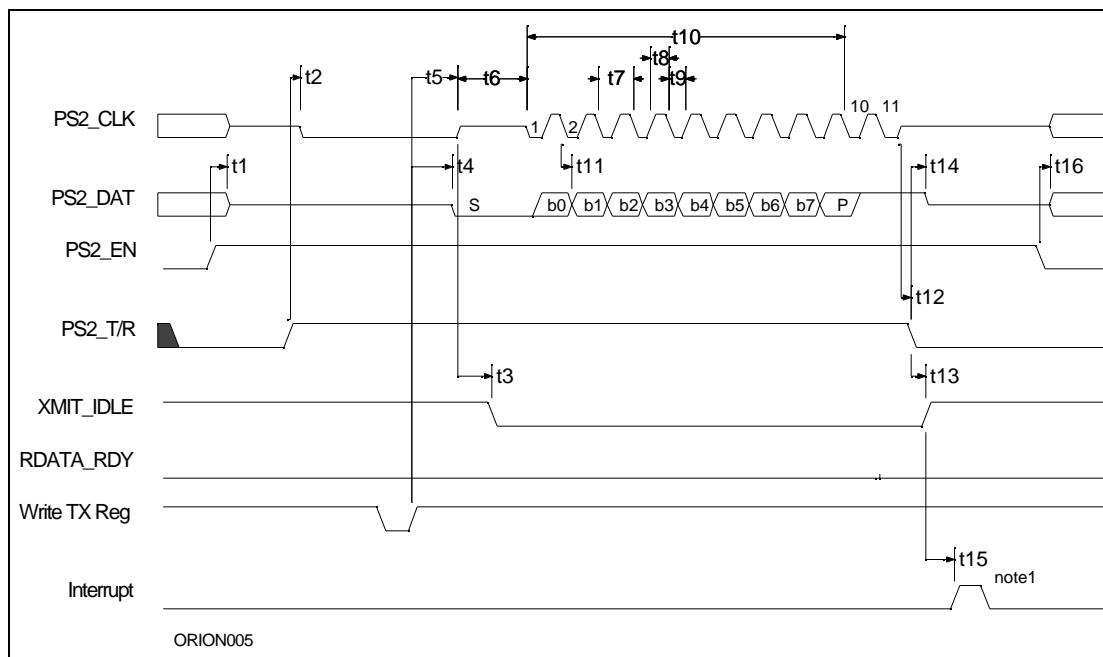 t10
t8
t2 t5 t6 t7 t9
PS2_CLK 1 2 10 11
t1 t4 t11 t14 t16
PS2_DAT S b0 b1 b2 b3 b4 b5 b6 b7 P
PS2_EN
t12
PS2_T/R
t3 t13
XMIT_IDLE
RDATA_RDY
Write TX Reg
t15
Interrupt note1
ORION005